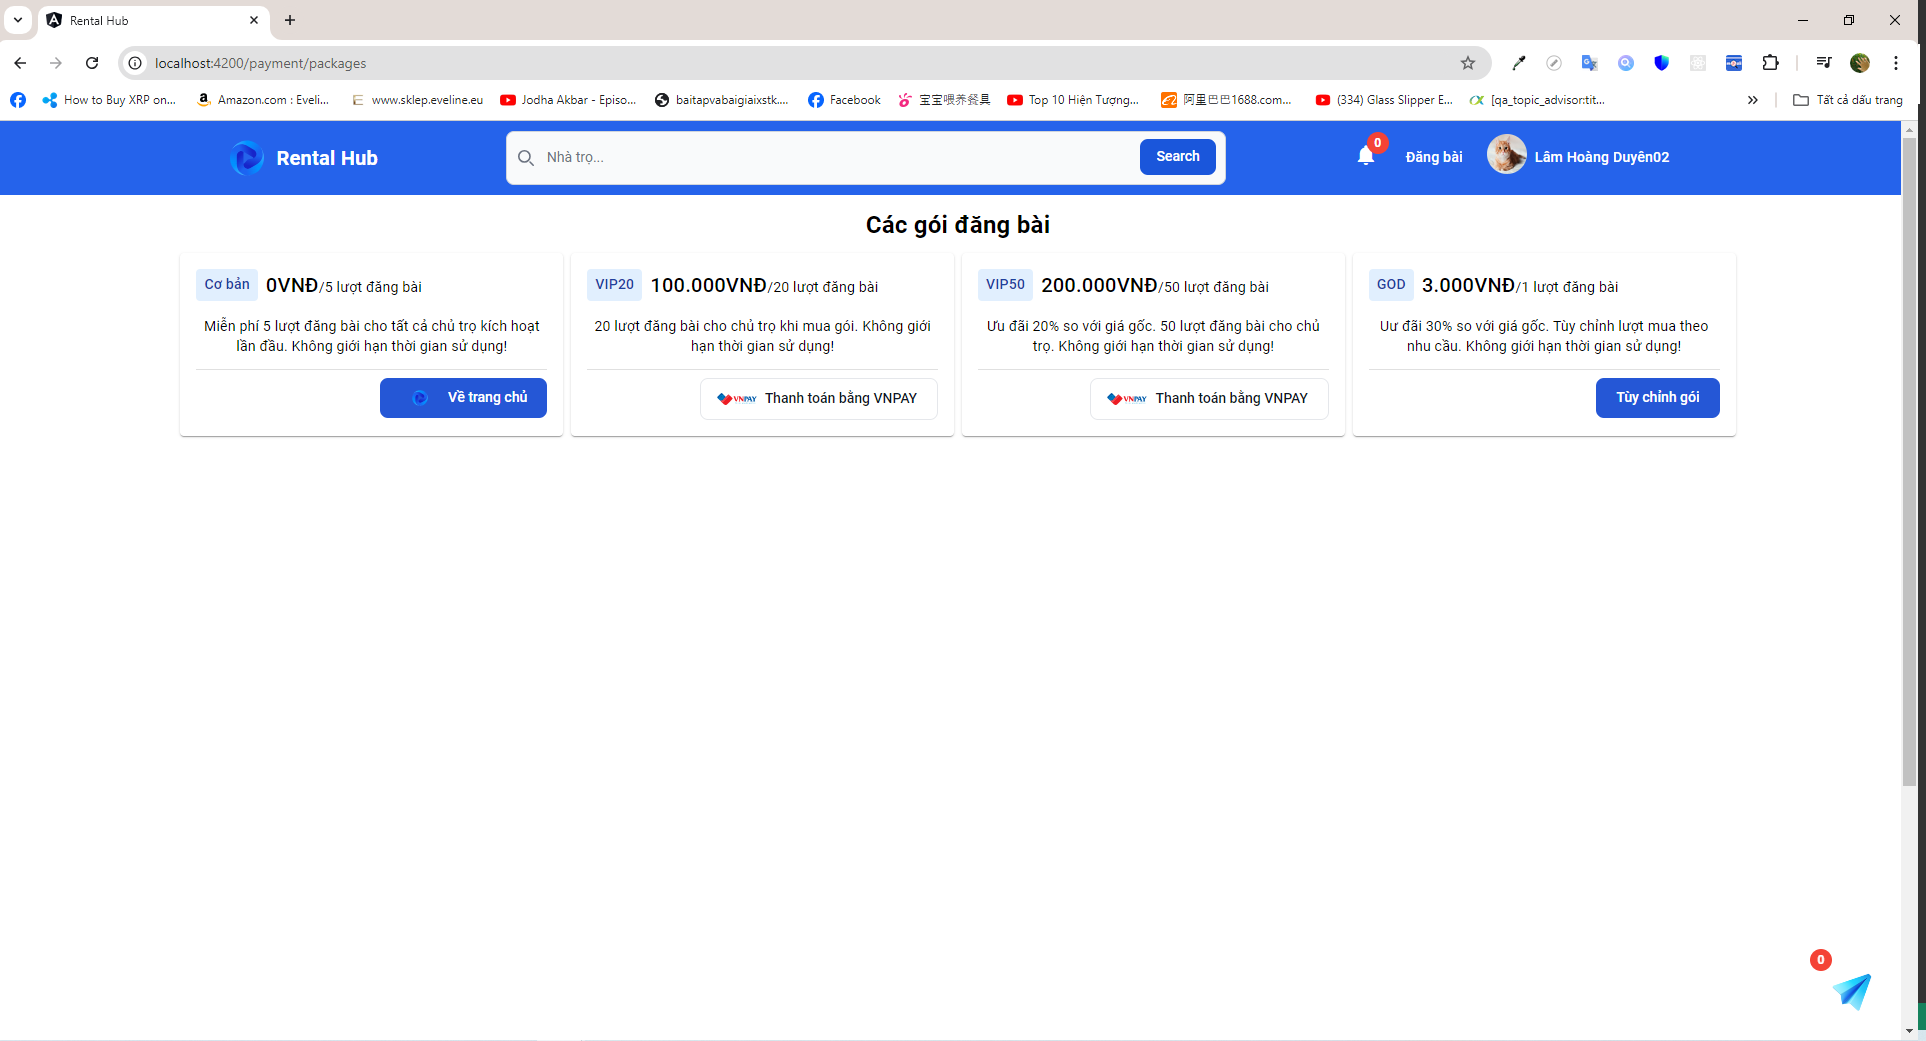 Rental Hub
localhost:4200/payment/packages
How to Buy XRP on...
Amazon.com : Eveli...
www.sklep.eveline.eu
Jodha Akbar - Episo...
baitapvabaigiaixstk....
Facebook
宝宝喂养餐具
Top 10 Hiện Tượng...
阿里巴巴1688.com...
(334) Glass Slipper E...
[qa_topic_advisor:tit...
Tất cả dấu trang
Rental Hub
Nhà trọ...
Search
0
Đăng bài
Lâm Hoàng Duyên02
Các gói đăng bài
Cơ bản 0VNĐ/5 lượt đăng bài
Miễn phí 5 lượt đăng bài cho tất cả chủ trọ kích hoạt
lần đầu. Không giới hạn thời gian sử dụng!
Về trang chủ
VIP20 100.000VNĐ/20 lượt đăng bài
20 lượt đăng bài cho chủ trọ khi mua gói. Không giới
hạn thời gian sử dụng!
VNPAY Thanh toán bằng VNPAY
VIP50 200.000VNĐ/50 lượt đăng bài
Ưu đãi 20% so với giá gốc. 50 lượt đăng bài cho chủ
trọ. Không giới hạn thời gian sử dụng!
VNPAY Thanh toán bằng VNPAY
GOD 3.000VNĐ/1 lượt đăng bài
Uư đãi 30% so với giá gốc. Tùy chỉnh lượt mua theo
nhu cầu. Không giới hạn thời gian sử dụng!
Tùy chỉnh gói
0